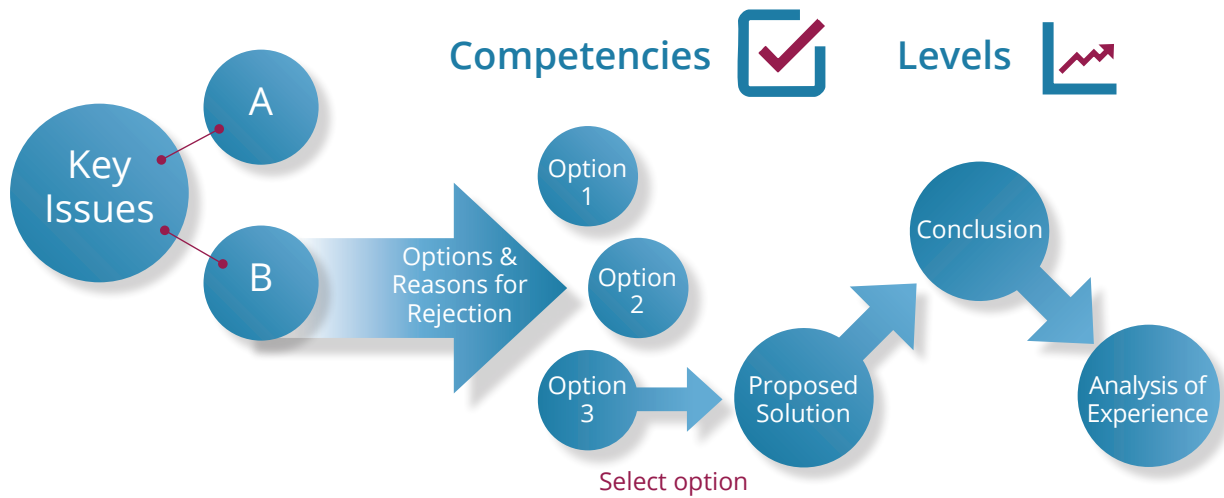 Competencies
Levels
Key
Issues
A
B
Options &
Reasons for
Rejection
Option
1
Option
2
Option
3
Select option
Proposed
Solution
Conclusion
Analysis of
Experience